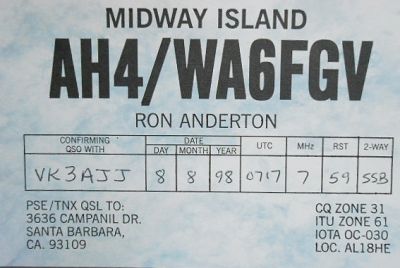 MIDWAY ISLAND
AH4/WA6FGV
RON ANDERTON
CONFIRMING QSO WITH DATE DAY MONTH YEAR UTC MHz RST 2-WAY
VK3AJJ 8 8 98 0717 7 59 SSB
PSE/TNX QSL TO: CQ ZONE 31
3636 CAMPANIL DR. ITU ZONE 61
SANTA BARBARA, IOTA OC-030
CA. 93109 LOC. AL18HE